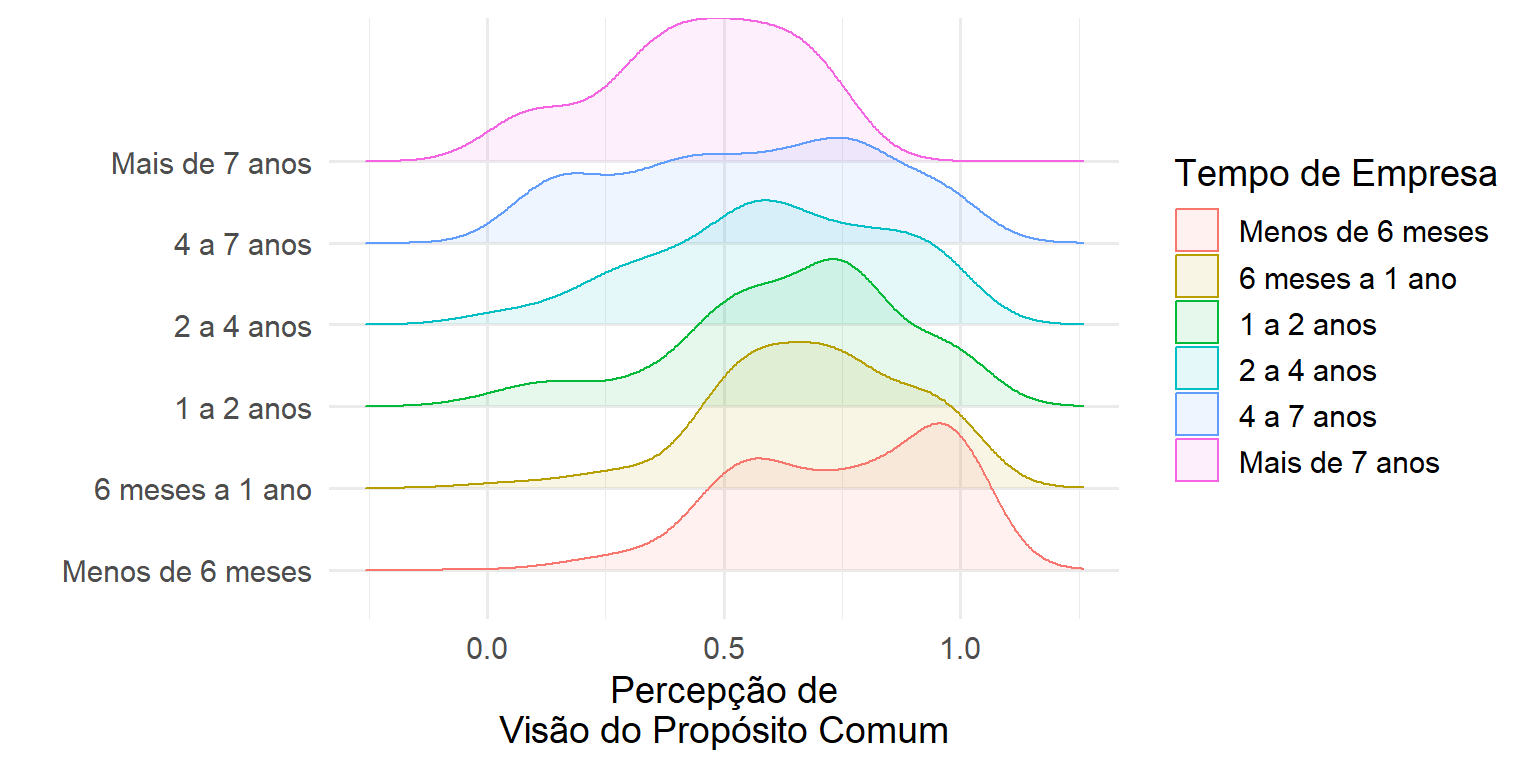 Mais de 7 anos
4 a 7 anos
2 a 4 anos
1 a 2 anos
6 meses a 1 ano
Menos de 6 meses
0.0
0.5
1.0
Percepção de
Visão do Propósito Comum
Tempo de Empresa
Menos de 6 meses
6 meses a 1 ano
1 a 2 anos
2 a 4 anos
4 a 7 anos
Mais de 7 anos